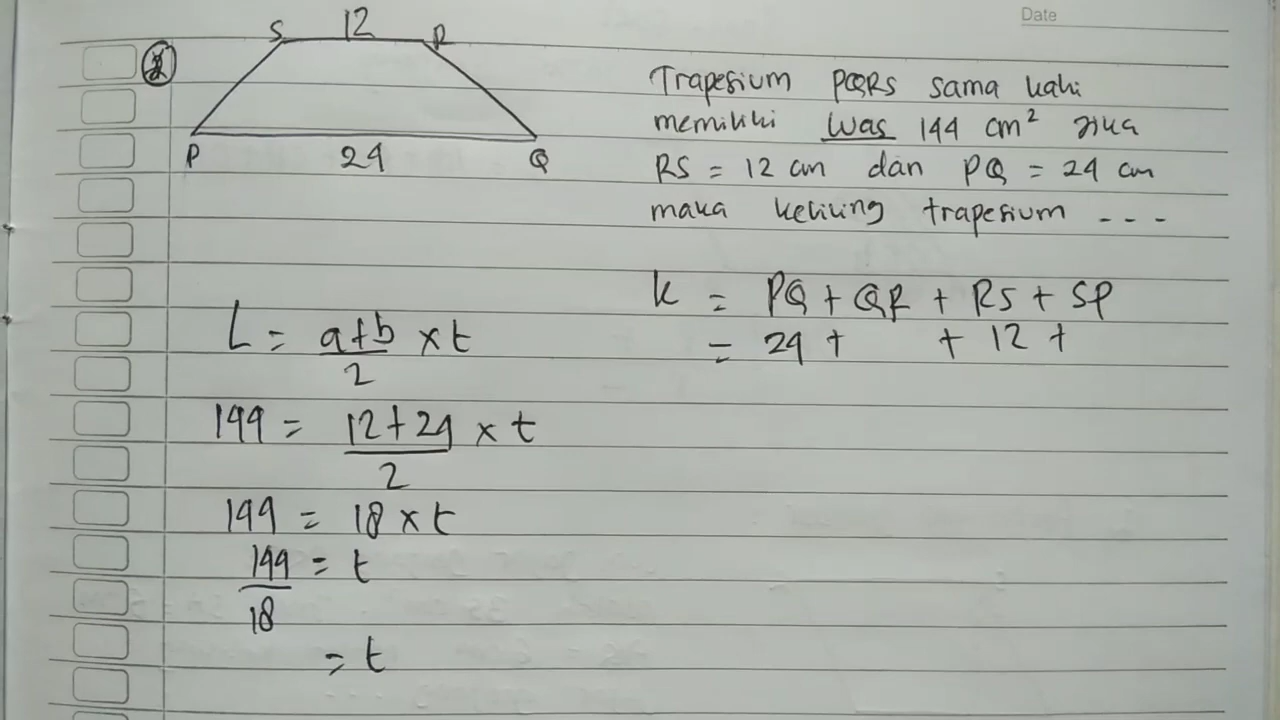 Date
S 12 R
P 24 Q
Trapesium PQRS sama kaki
memiliki luas 144 cm² jika
RS = 12 cm dan PQ = 24 cm
maka keliling trapesium ---
K = PQ + QR + RS + SP
= 24 + + 12 +
L = a+b/2 × t
144 = 12+24/2 × t
144 = 18 × t
144/18 = t
= t